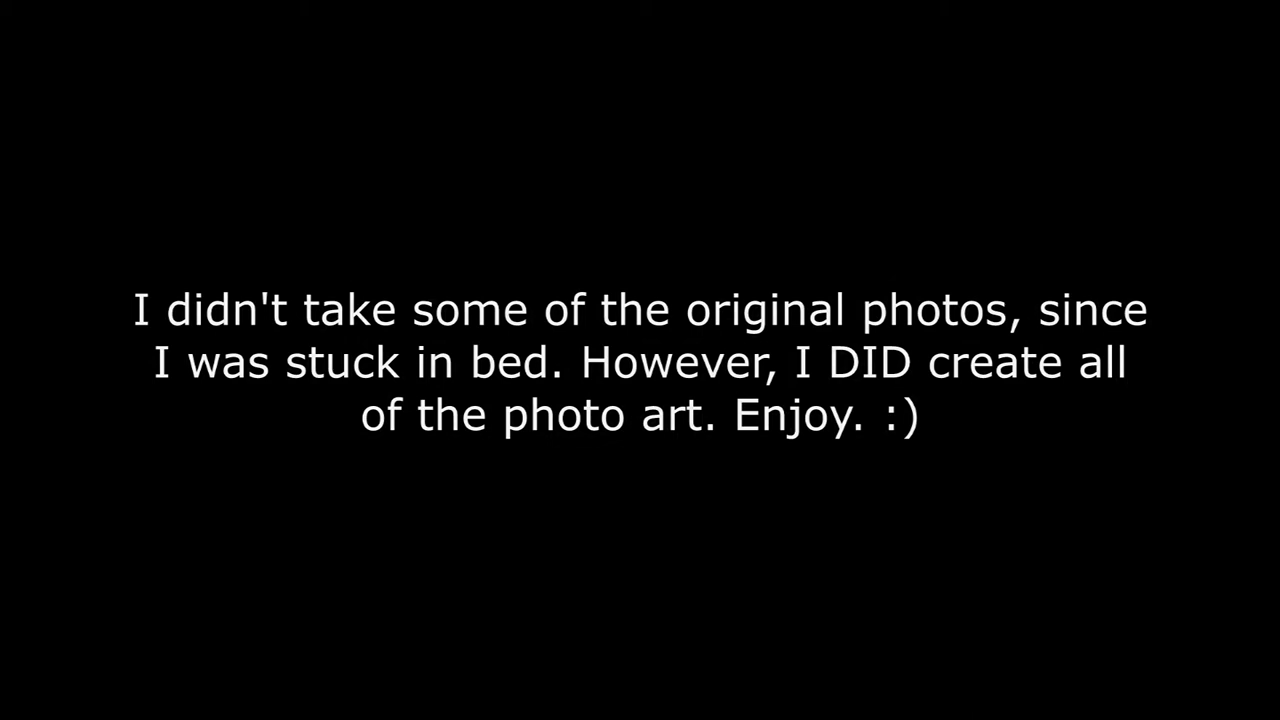 I didn't take some of the original photos, since
I was stuck in bed. However, I DID create all
of the photo art. Enjoy. :)